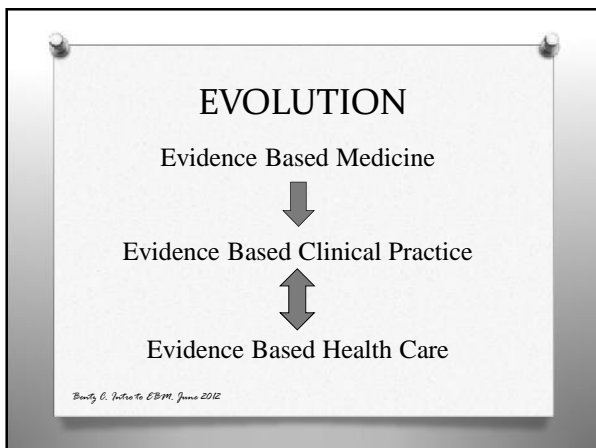 EVOLUTION
Evidence Based Medicine
Evidence Based Clinical Practice
Evidence Based Health Care
Bentz C. Intro to EBM. June 2012